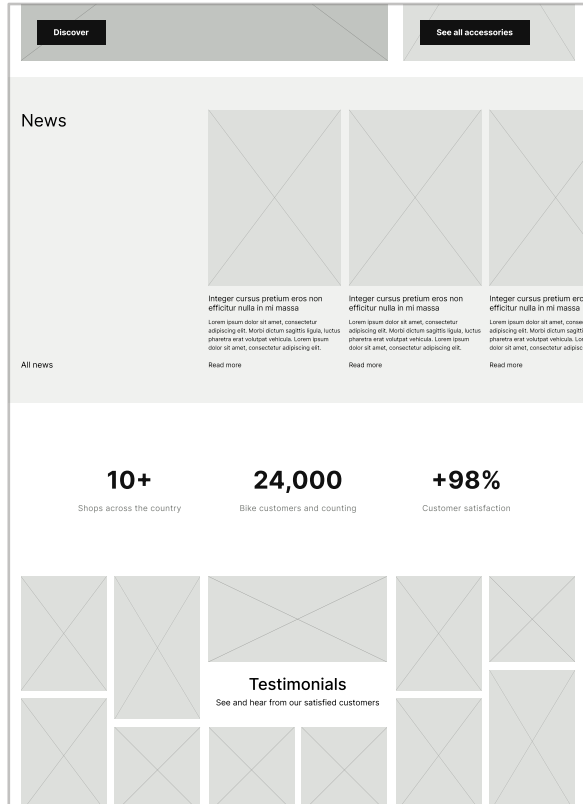 Discover
See all accessories
News
All news
Integer cursus pretium eros non
efficitur nulla in mi massa
Lorem ipsum dolor sit amet, consectetur
adipiscing elit. Morbi dictum sagittis ligula, luctus
pharetra erat volutpat vehicula. Lorem ipsum
dolor sit amet, consectetur adipiscing elit.
Read more
Integer cursus pretium eros non
efficitur nulla in mi massa
Lorem ipsum dolor sit amet, consectetur
adipiscing elit. Morbi dictum sagittis ligula, luctus
pharetra erat volutpat vehicula. Lorem ipsum
dolor sit amet, consectetur adipiscing elit.
Read more
Integer cursus pretium
efficitur nulla in mi massa
Lorem ipsum dolor sit amet,
adipiscing elit. Morbi dictum
pharetra erat volutpat vehicula.
dolor sit amet, consectetur
Read more
10+
Shops across the country
24,000
Bike customers and counting
+98%
Customer satisfaction
Testimonials
See and hear from our satisfied customers